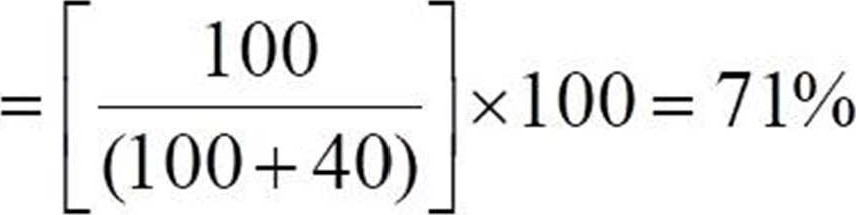 = [ 100 / (100 + 40) ] × 100 = 71%